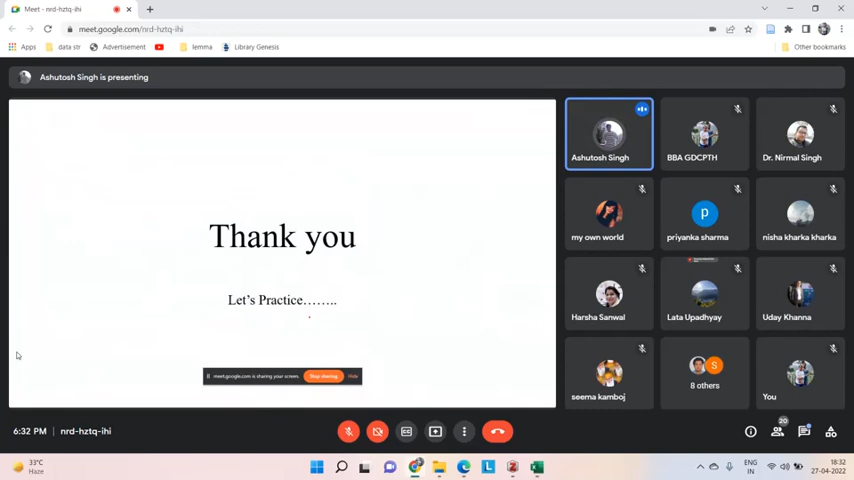 Meet - nrd-hztq-ihi
meet.google.com/nrd-hztq-ihi
Apps
data str
Advertisement
lemma
Library Genesis
Other bookmarks
Ashutosh Singh is presenting
Thank you
Let's Practice……..
meet.google.com is sharing your screen.
Stop sharing
Hide
Ashutosh Singh
BBA GDCPTH
Dr. Nirmal Singh
my own world
p
priyanka sharma
nisha kharka kharka
Harsha Sanwal
Lata Upadhyay
Uday Khanna
seema kamboj
S
8 others
You
6:32 PM
nrd-hztq-ihi
CC
20
33°C
Haze
L
ENG
IN
18:32
27-04-2022